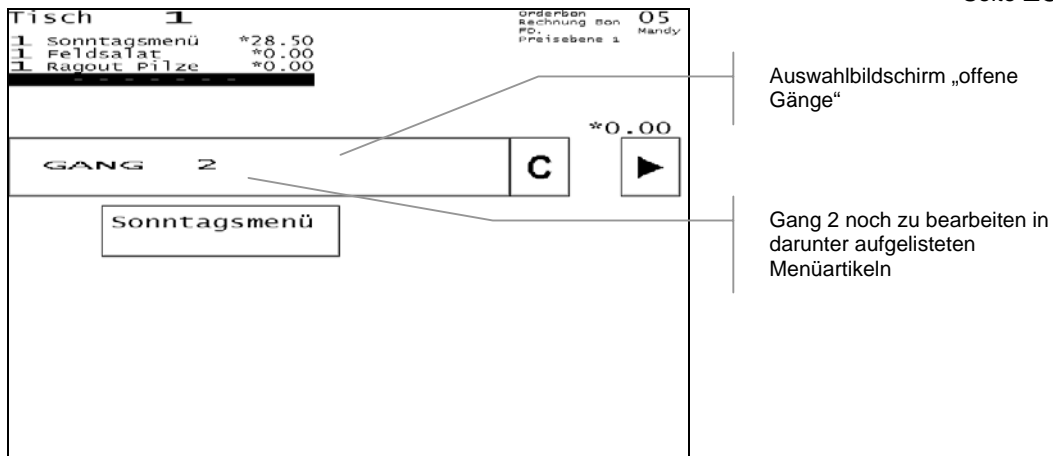 Tisch 1
1 Sonntagsmenü *28.50
1 Feldsalat *0.00
1 Ragout Pilze *0.00
- - - - - - -
Orderbon
Rechnung Bon
PD.
Preisebene 1
05
Mandy
*0.00
GANG 2
C
Sonntagsmenü
Auswahlbildschirm „offene
Gänge“
Gang 2 noch zu bearbeiten in
darunter aufgelisteten
Menüartikeln